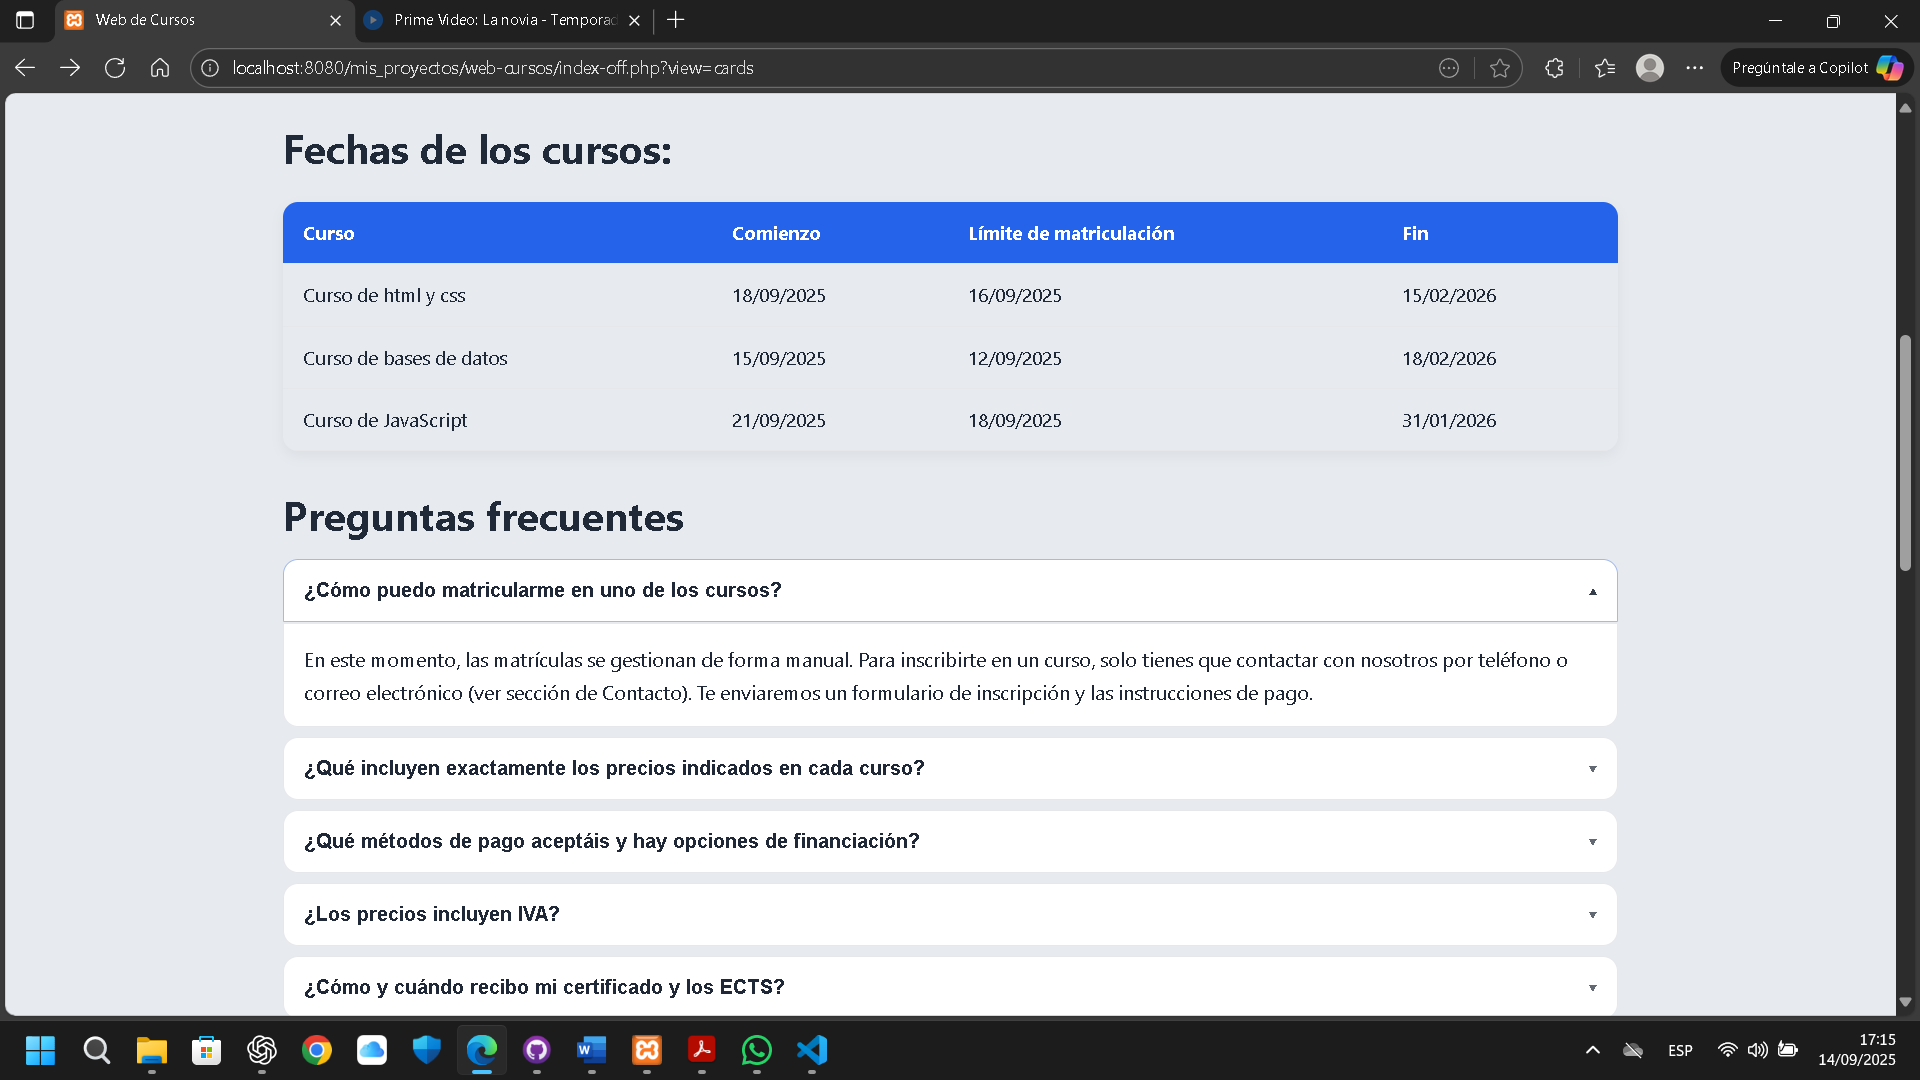 Web de Cursos
Prime Video: La novia - Temporad
localhost:8080/mis_proyectos/web-cursos/index-off.php?view=cards
Pregúntale a Copilot
Fechas de los cursos:
Curso Comienzo Límite de matriculación Fin
Curso de html y css 18/09/2025 16/09/2025 15/02/2026
Curso de bases de datos 15/09/2025 12/09/2025 18/02/2026
Curso de JavaScript 21/09/2025 18/09/2025 31/01/2026
Preguntas frecuentes
¿Cómo puedo matricularme en uno de los cursos?
En este momento, las matrículas se gestionan de forma manual. Para inscribirte en un curso, solo tienes que contactar con nosotros por teléfono o
correo electrónico (ver sección de Contacto). Te enviaremos un formulario de inscripción y las instrucciones de pago.
¿Qué incluyen exactamente los precios indicados en cada curso?
¿Qué métodos de pago aceptáis y hay opciones de financiación?
¿Los precios incluyen IVA?
¿Cómo y cuándo recibo mi certificado y los ECTS?
ESP
17:15
14/09/2025